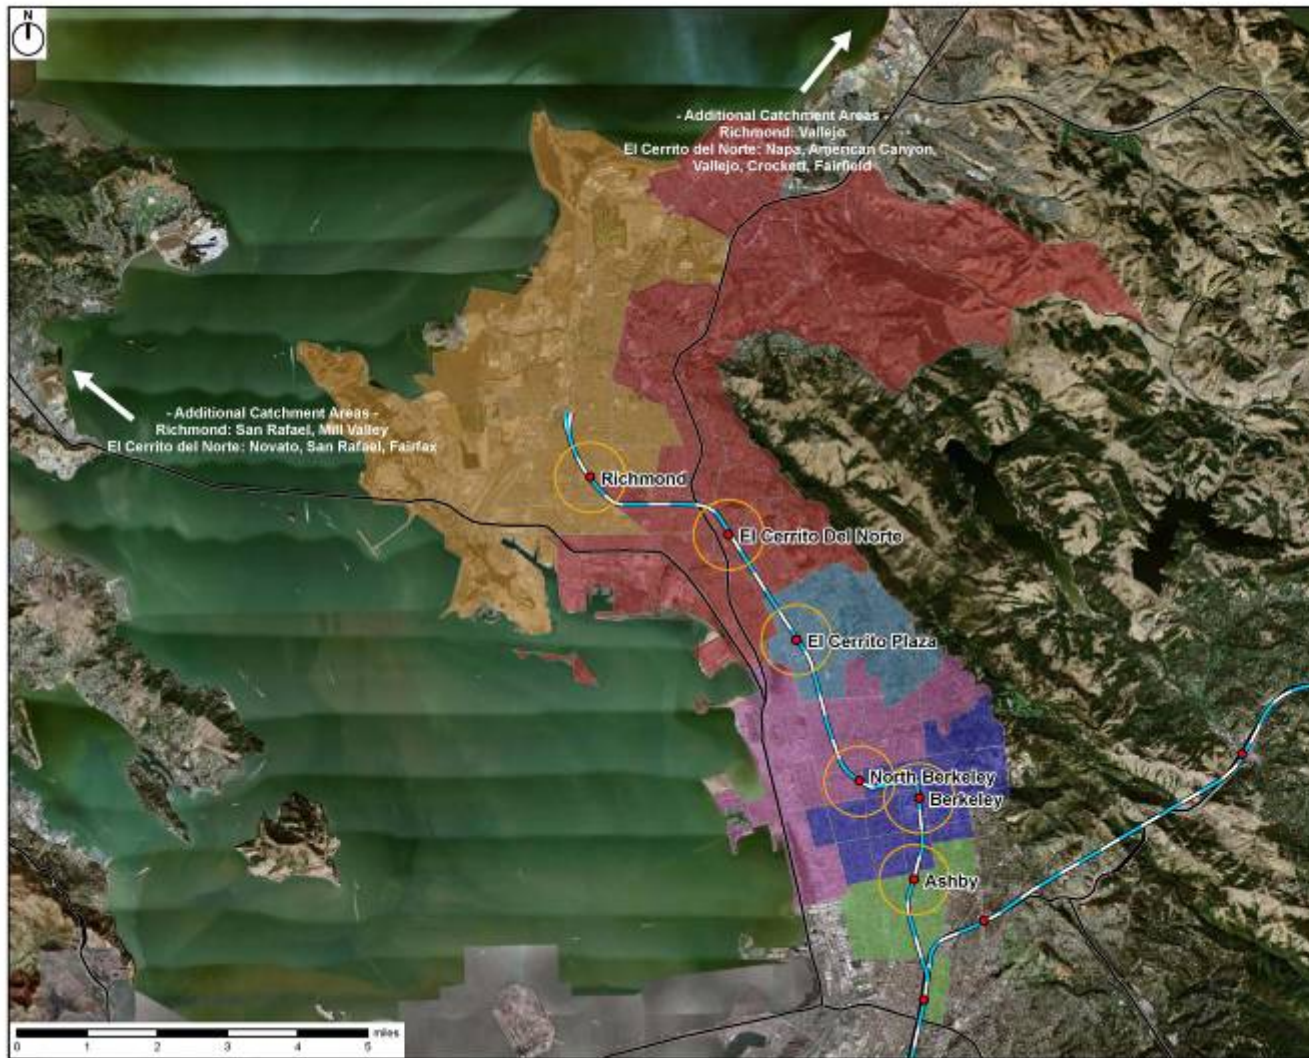 N
- Additional Catchment Areas -
Richmond: Vallejo
El Cerrito del Norte: Napa, American Canyon,
Vallejo, Crockett, Fairfield
- Additional Catchment Areas -
Richmond: San Rafael, Mill Valley
El Cerrito del Norte: Novato, San Rafael, Fairfax
Richmond
El Cerrito Del Norte
El Cerrito Plaza
North Berkeley
Berkeley
Ashby
miles
0 1 2 3 4 5